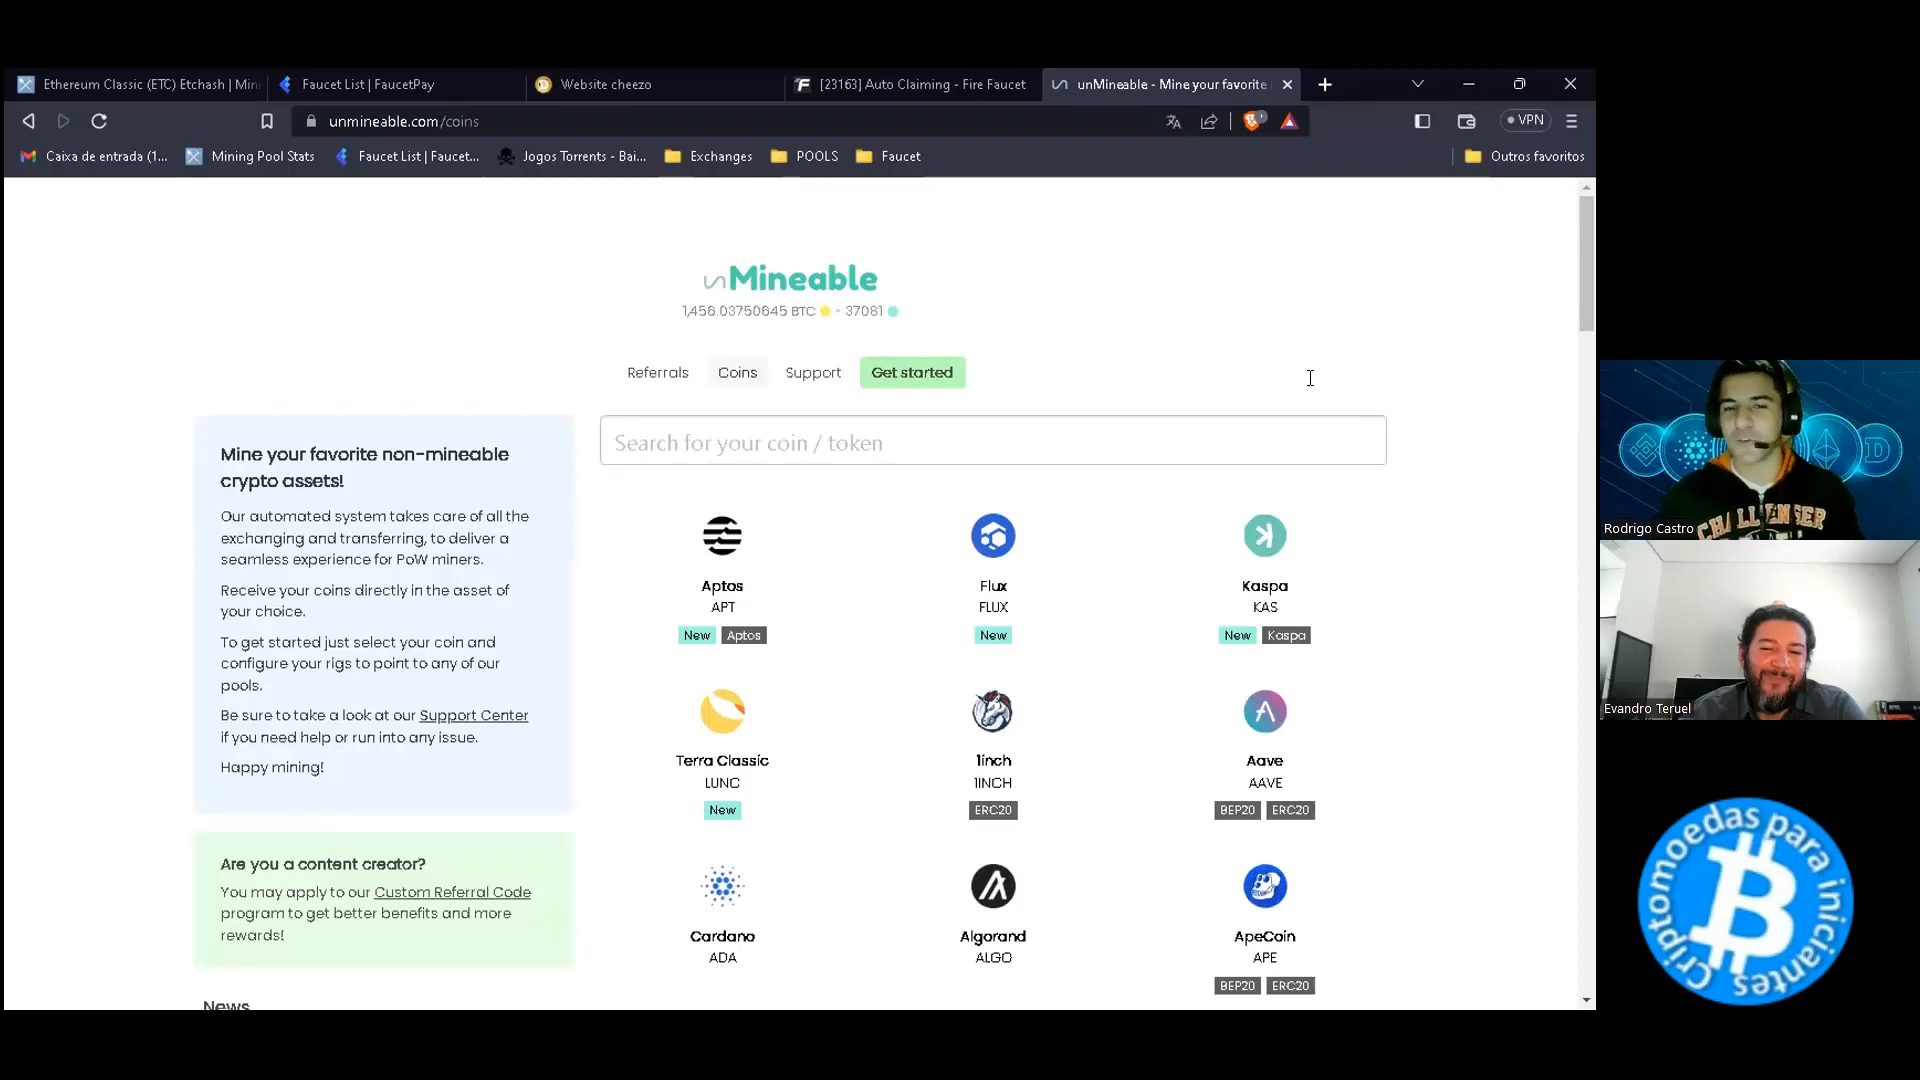 Ethereum Classic (ETC) Etchash | Min
Faucet List | FaucetPay
Website cheezo
[23163] Auto Claiming - Fire Faucet
unMineable - Mine your favorite
unmineable.com/coins
VPN
Caixa de entrada (1...
Mining Pool Stats
Faucet List | Faucet...
Jogos Torrents - Bai...
Exchanges
POOLS
Faucet
Outros favoritos
unMineable
1,456.03750645 BTC • 37081
Referrals
Coins
Support
Get started
Mine your favorite non-mineable
crypto assets!
Our automated system takes care of all the
exchanging and transferring, to deliver a
seamless experience for PoW miners.
Receive your coins directly in the asset of
your choice.
To get started just select your coin and
configure your rigs to point to any of our
pools.
Be sure to take a look at our Support Center
if you need help or run into any issue.
Happy mining!
Are you a content creator?
You may apply to our Custom Referral Code
program to get better benefits and more
rewards!
News
Search for your coin / token
Aptos
APT
New Aptos
Flux
FLUX
New
Kaspa
KAS
New Kaspa
Terra Classic
LUNC
New
1inch
1INCH
ERC20
Aave
AAVE
BEP20 ERC20
Cardano
ADA
Algorand
ALGO
ApeCoin
APE
BEP20 ERC20
CHALLENGER
Rodrigo Castro
Evandro Teruel
Criptomoedas para iniciantes